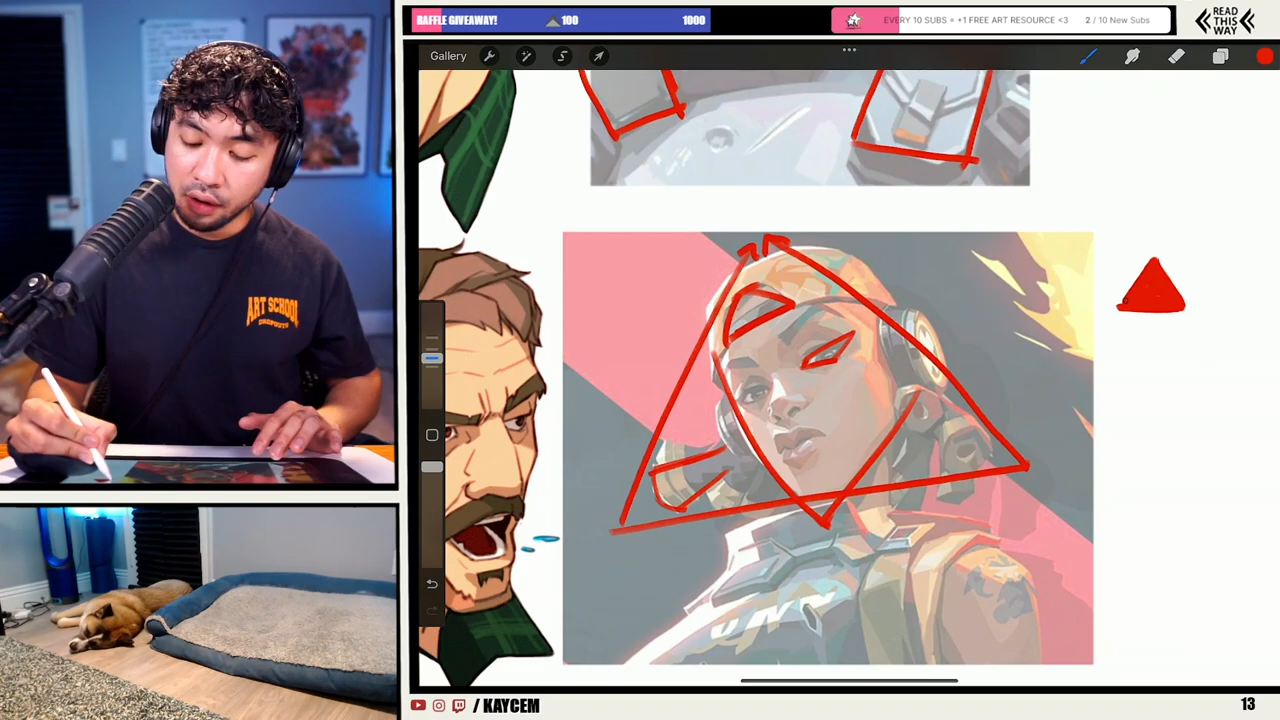 RAFFLE GIVEAWAY! 100 1000
EVERY 10 SUBS = +1 FREE ART RESOURCE <3 2 / 10 New Subs
READ
THIS
WAY
Gallery
ART SCHOOL
DROPOUTS
/ KAYCEM
13